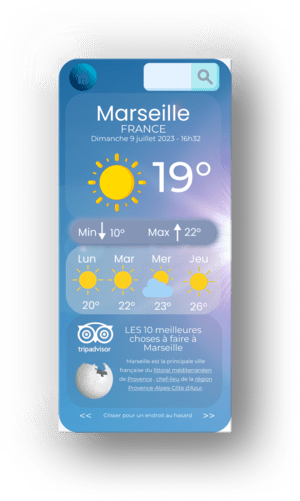 Marseille
FRANCE
Dimanche 9 juillet 2023 - 16h32
19°
Min 10° Max 22°
Lun Mar Mer Jeu
20° 22° 23° 26°
tripadvisor
LES 10 meilleures
choses à faire à
Marseille
Marseille est la principale ville
française du littoral méditerranéen
de Provence , chef-lieu de la région
Provence-Alpes-Côte d'Azur.
<< Clisser pour un endroit au hasard >>